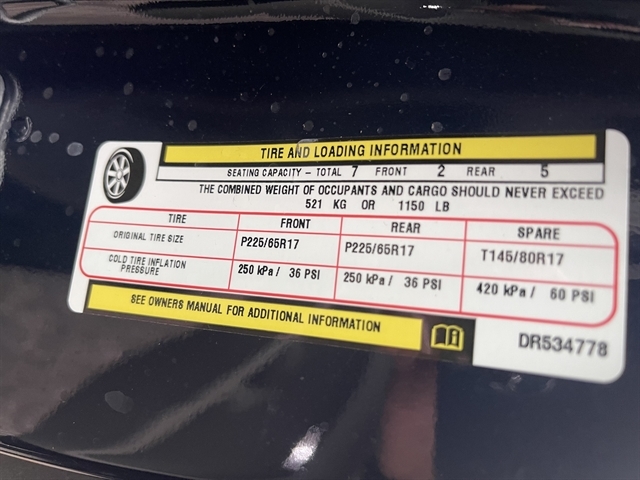 TIRE AND LOADING INFORMATION
SEATING CAPACITY – TOTAL 7 FRONT 2 REAR 5
THE COMBINED WEIGHT OF OCCUPANTS AND CARGO SHOULD NEVER EXCEED
521 KG OR 1150 LB
TIRE FRONT REAR SPARE
ORIGINAL TIRE SIZE P225/65R17 P225/65R17 T145/80R17
COLD TIRE INFLATION
PRESSURE 250 kPa / 36 PSI 250 kPa / 36 PSI 420 kPa / 60 PSI
SEE OWNERS MANUAL FOR ADDITIONAL INFORMATION
DR534778